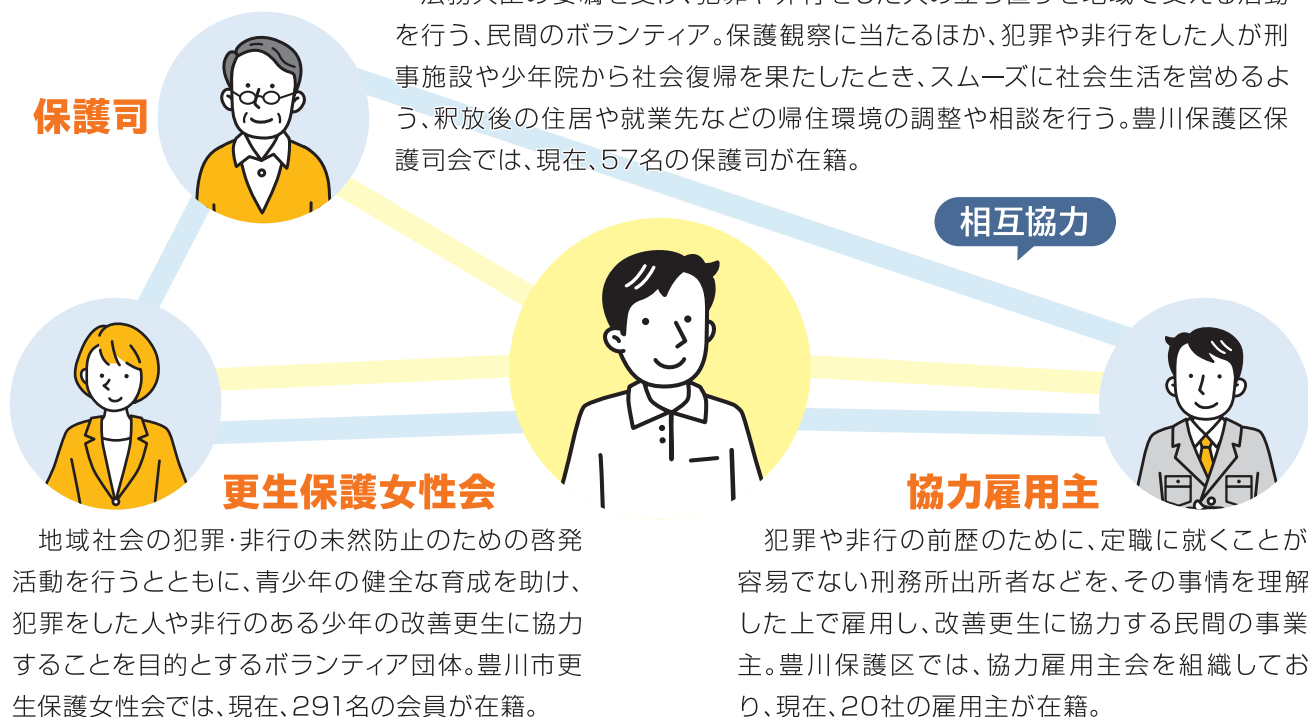 を行う、民間のボランティア。保護観察に当たるほか、犯罪や非行をした人が刑
事施設や少年院から社会復帰を果たしたとき、スムーズに社会生活を営めるよ
う、釈放後の住居や就業先などの帰住環境の調整や相談を行う。豊川保護区保
護司会では、現在、57名の保護司が在籍。
保護司
相互協力
更生保護女性会
地域社会の犯罪・非行の未然防止のための啓発
活動を行うとともに、青少年の健全な育成を助け、
犯罪をした人や非行のある少年の改善更生に協力
することを目的とするボランティア団体。豊川市更
生保護女性会では、現在、291名の会員が在籍。
協力雇用主
犯罪や非行の前歴のために、定職に就くことが
容易でない刑務所出所者などを、その事情を理解
した上で雇用し、改善更生に協力する民間の事業
主。豊川保護区では、協力雇用主会を組織してお
り、現在、20社の雇用主が在籍。